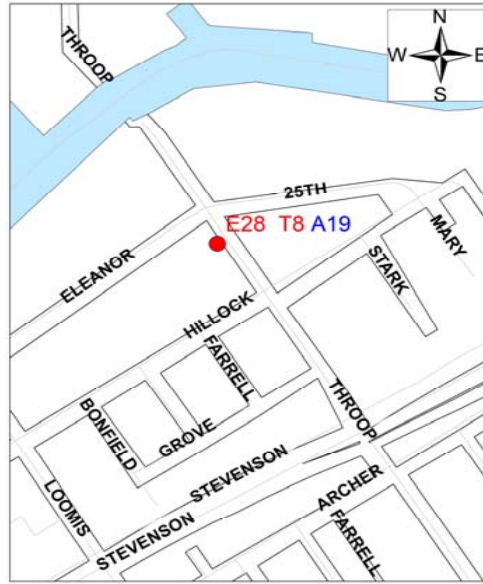 THROOP
N
W
E
S
25TH
E28 T8 A19
MARY
ELEANOR
STARK
HILLOCK
FARRELL
THROOP
BONFIELD
GROVE
STEVENSON
LOOMIS
ARCHER
STEVENSON
FARRELL